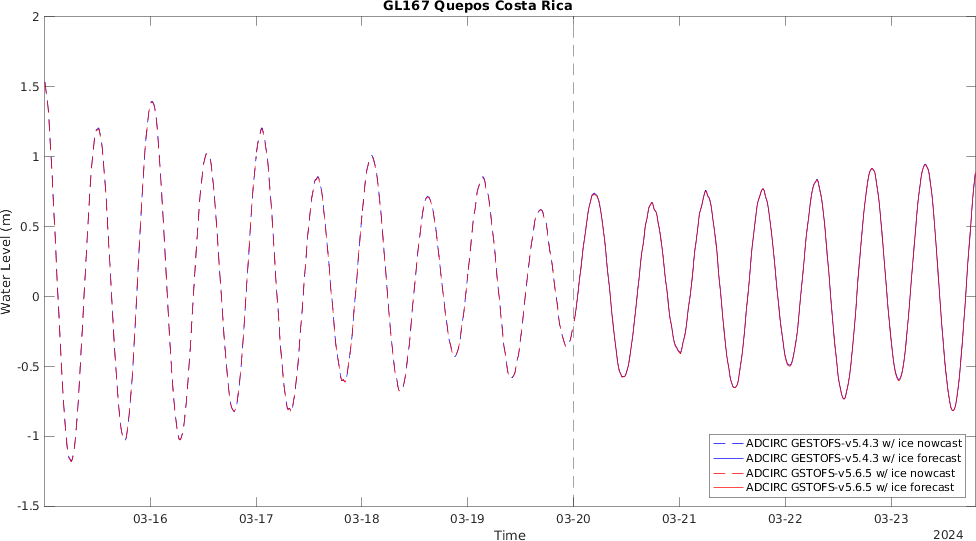 GL167 Quepos Costa Rica
2
1.5
1
0.5
0
-0.5
-1
-1.5
Water Level (m)
03-16
03-17
03-18
03-19
03-20
03-21
03-22
03-23
Time
2024
ADCIRC GESTOFS-v5.4.3 w/ ice nowcast
ADCIRC GESTOFS-v5.4.3 w/ ice forecast
ADCIRC GSTOFS-v5.6.5 w/ ice nowcast
ADCIRC GSTOFS-v5.6.5 w/ ice forecast